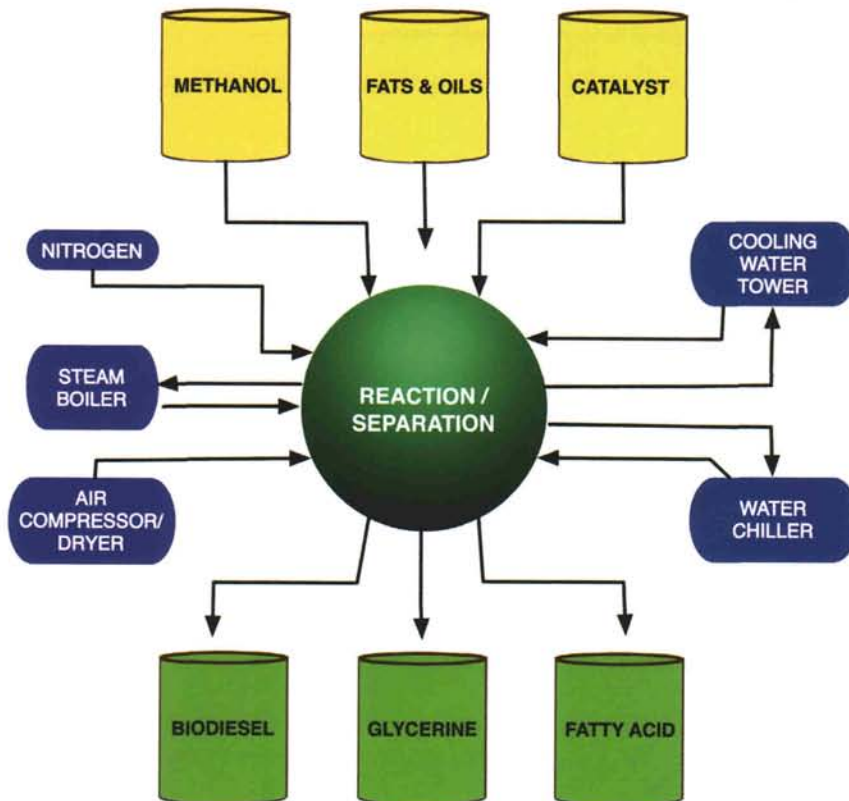 METHANOL
FATS & OILS
CATALYST
NITROGEN
COOLING
WATER
TOWER
STEAM
BOILER
REACTION /
SEPARATION
AIR
COMPRESSOR/
DRYER
WATER
CHILLER
BIODIESEL
GLYCERINE
FATTY ACID